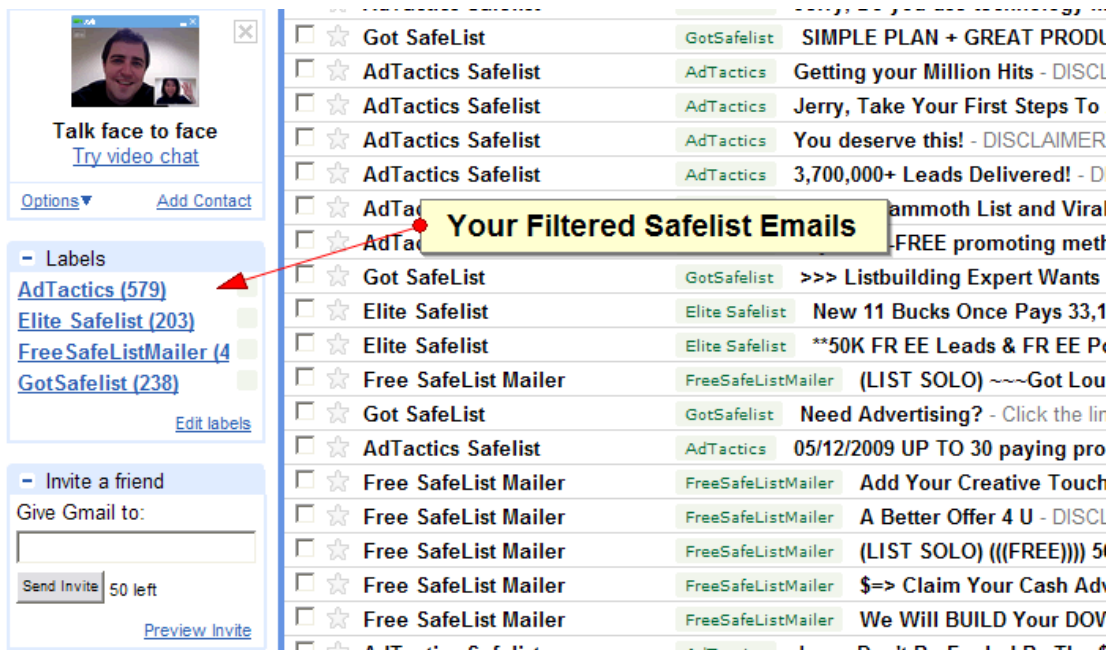 Talk face to face
Try video chat
Options▼ Add Contact
Labels
AdTactics (579)
Elite Safelist (203)
FreeSafeListMailer (4
GotSafelist (238)
Edit labels
Invite a friend
Give Gmail to:
Send Invite 50 left
Preview Invite
Got SafeList GotSafelist SIMPLE PLAN + GREAT PRODU
AdTactics Safelist AdTactics Getting your Million Hits - DISCL
AdTactics Safelist AdTactics Jerry, Take Your First Steps To
AdTactics Safelist AdTactics You deserve this! - DISCLAIMER
AdTactics Safelist AdTactics 3,700,000+ Leads Delivered! - D
AdTac ammoth List and Viral
Your Filtered Safelist Emails
AdTac -FREE promoting meth
Got SafeList GotSafelist >>> Listbuilding Expert Wants
Elite Safelist Elite Safelist New 11 Bucks Once Pays 33,1
Elite Safelist Elite Safelist **50K FR EE Leads & FR EE Po
Free SafeList Mailer FreeSafeListMailer (LIST SOLO) ~~~Got Lou
Got SafeList GotSafelist Need Advertising? - Click the lin
AdTactics Safelist AdTactics 05/12/2009 UP TO 30 paying pro
Free SafeList Mailer FreeSafeListMailer Add Your Creative Touch
Free SafeList Mailer FreeSafeListMailer A Better Offer 4 U - DISCL
Free SafeList Mailer FreeSafeListMailer (LIST SOLO) (((FREE)))) 50
Free SafeList Mailer FreeSafeListMailer $=> Claim Your Cash Adv
Free SafeList Mailer FreeSafeListMailer We Will BUILD Your DOW